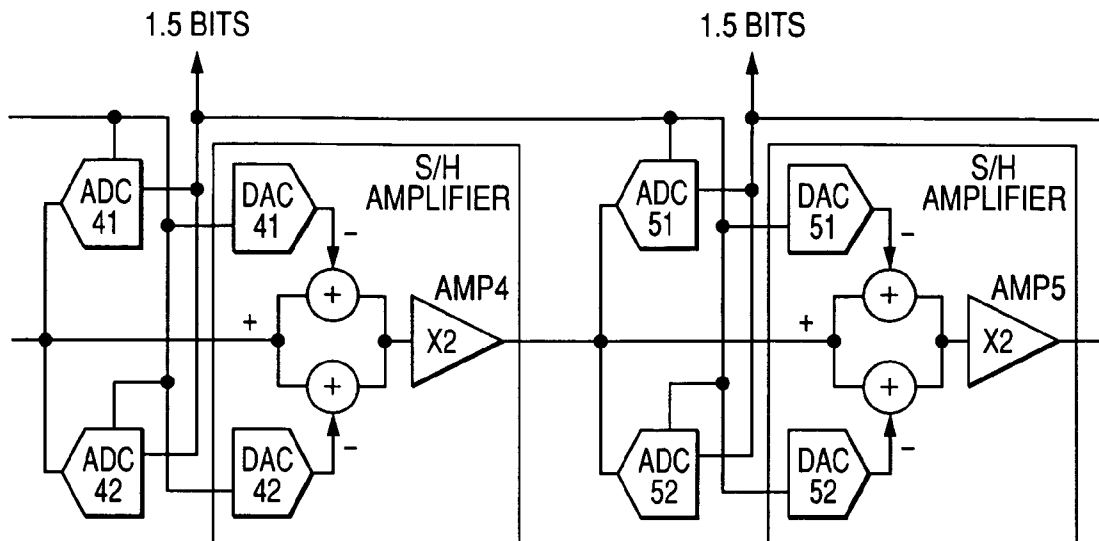 1.5 BITS
1.5 BITS
ADC
41
DAC
41
S/H
AMPLIFIER
-
+
+
AMP4
X2
+
-
ADC
42
DAC
42
ADC
51
DAC
51
S/H
AMPLIFIER
-
+
+
AMP5
X2
+
-
ADC
52
DAC
52